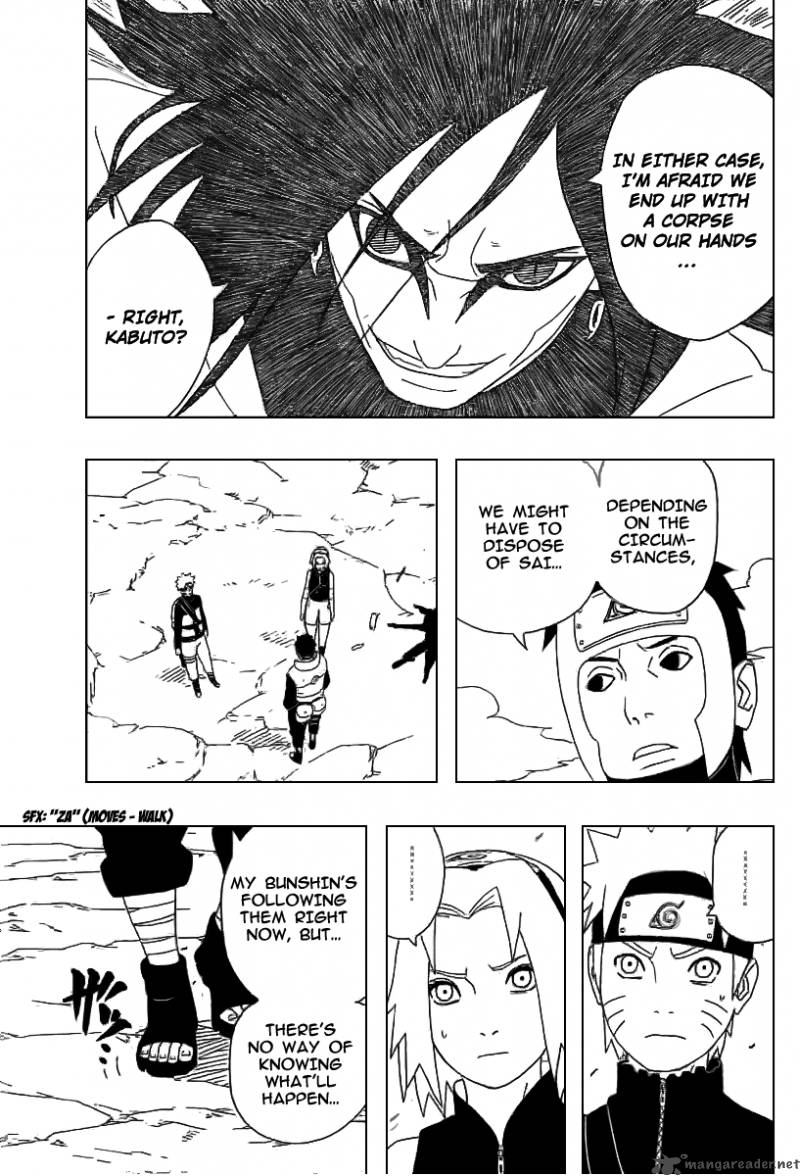 IN EITHER CASE,
I'M AFRAID WE
END UP WITH
A CORPSE
ON OUR HANDS
...
- RIGHT,
KABUTO?
DEPENDING
ON THE
CIRCUM-
STANCES,
WE MIGHT
HAVE TO
DISPOSE
OF SAI...
SFX: "ZA" (MOVES - WALK)
.........
.........
MY BUNSHIN'S
FOLLOWING
THEM RIGHT
NOW, BUT...
THERE'S
NO WAY OF
KNOWING
WHAT'LL
HAPPEN...
ザッ
mangareader.net